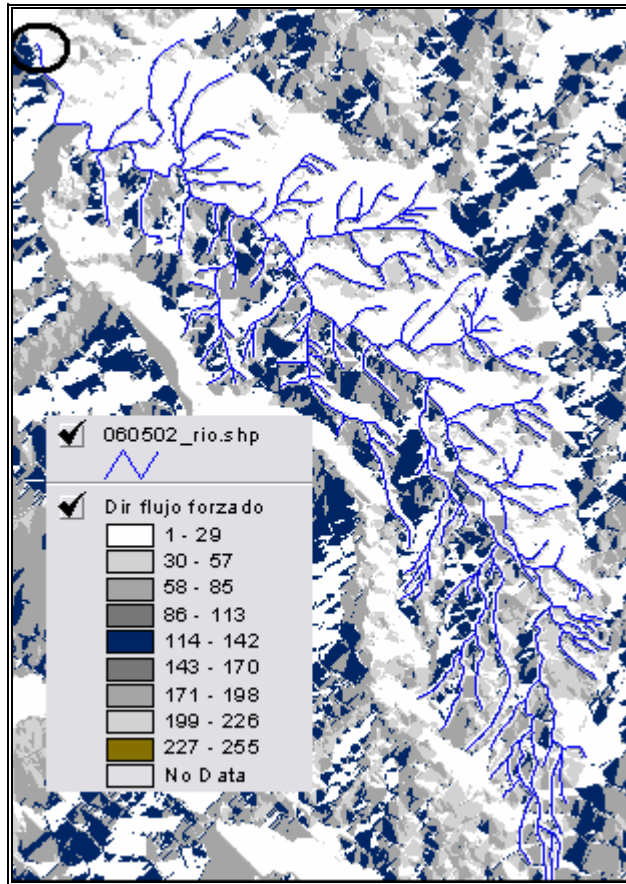 060502_rio.shp
Dir flujo forzado
1 - 29
30 - 57
58 - 85
86 - 113
114 - 142
143 - 170
171 - 198
199 - 226
227 - 255
No Data